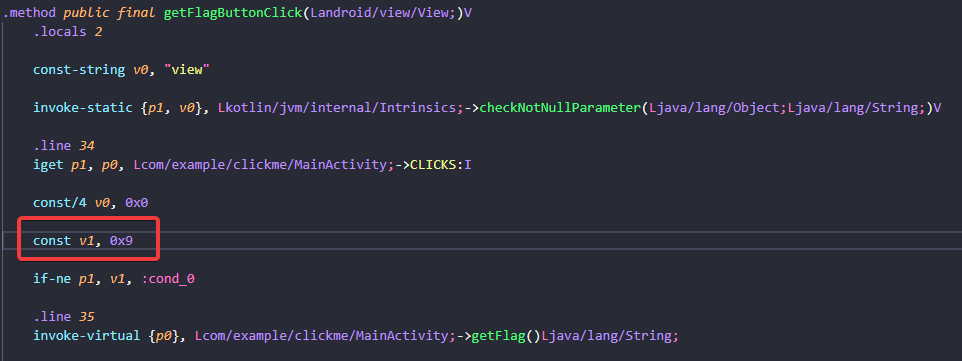 .method public final getFlagButtonClick(Landroid/view/View;)V
.locals 2
const-string v0, "view"
invoke-static {p1, v0}, Lkotlin/jvm/internal/Intrinsics;->checkNotNullParameter(Ljava/lang/Object;Ljava/lang/String;)V
.line 34
iget p1, p0, Lcom/example/clickme/MainActivity;->CLICKS:I
const/4 v0, 0x0
const v1, 0x9
if-ne p1, v1, :cond_0
.line 35
invoke-virtual {p0}, Lcom/example/clickme/MainActivity;->getFlag()Ljava/lang/String;